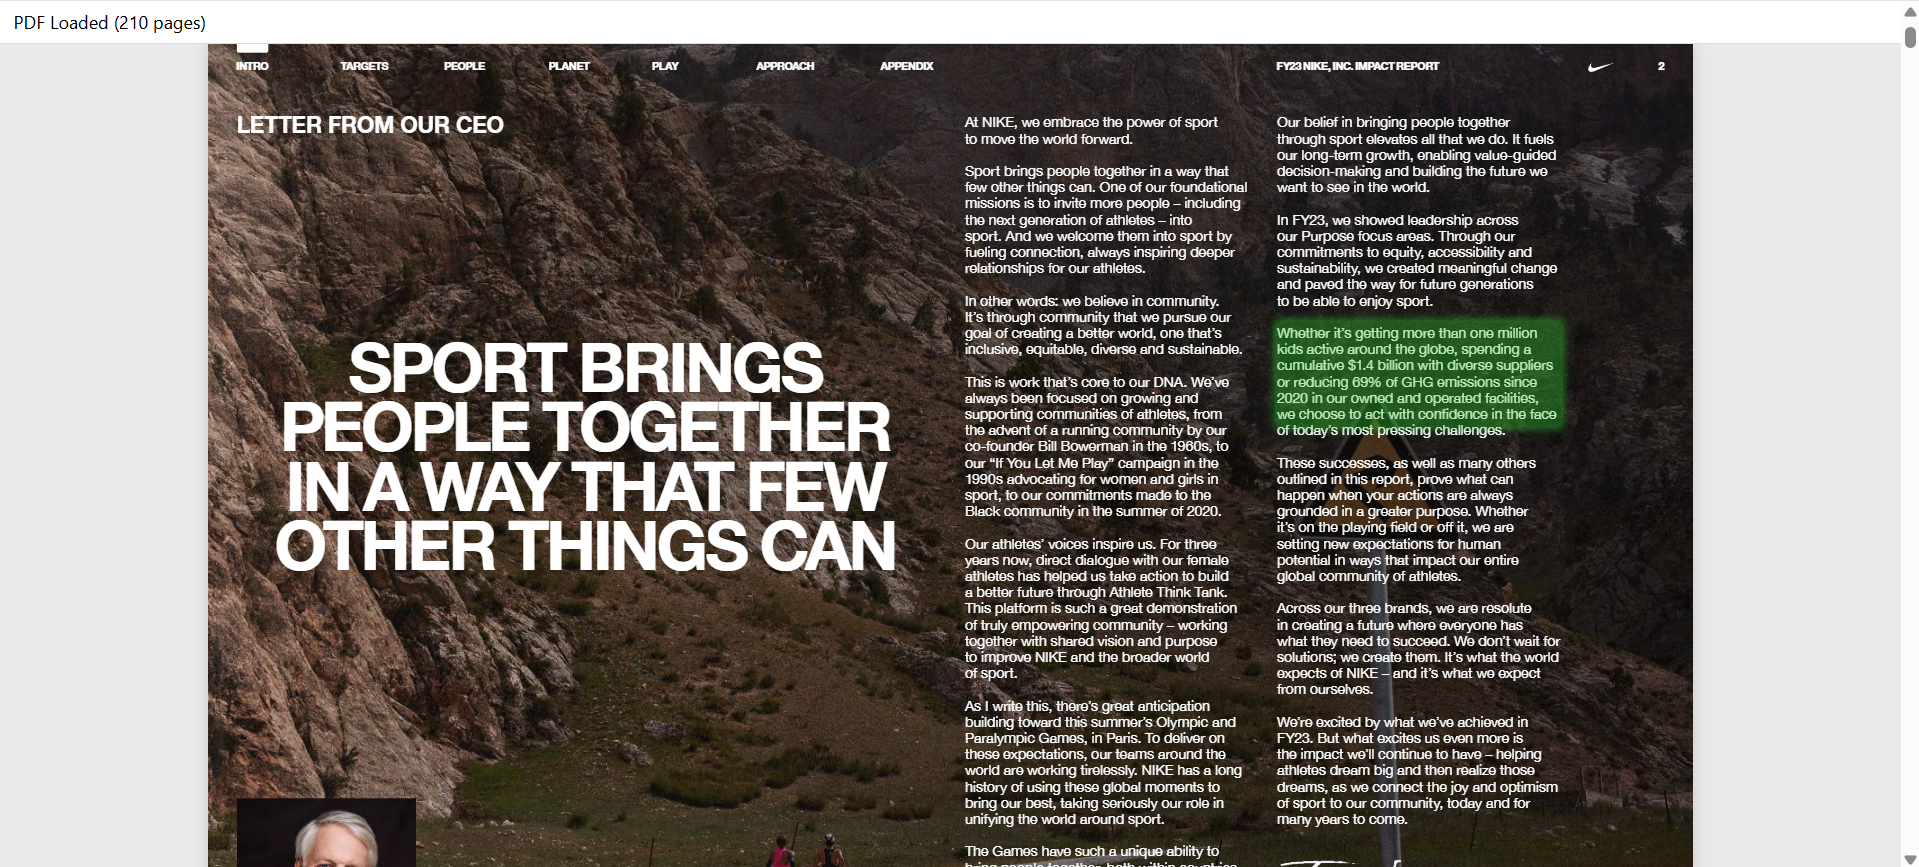 PDF Loaded (210 pages)
INTRO
TARGETS
PEOPLE
PLANET
PLAY
APPROACH
APPENDIX
FY23 NIKE, INC. IMPACT REPORT
2
LETTER FROM OUR CEO
SPORT BRINGS
PEOPLE TOGETHER
IN A WAY THAT FEW
OTHER THINGS CAN
At NIKE, we embrace the power of sport
to move the world forward.
Sport brings people together in a way that
few other things can. One of our foundational
missions is to invite more people – including
the next generation of athletes – into
sport. And we welcome them into sport by
fueling connection, always inspiring deeper
relationships for our athletes.
In other words: we believe in community.
It's through community that we pursue our
goal of creating a better world, one that's
inclusive, equitable, diverse and sustainable.
This is work that's core to our DNA. We've
always been focused on growing and
supporting communities of athletes, from
the advent of a running community by our
co-founder Bill Bowerman in the 1960s, to
our “If You Let Me Play” campaign in the
1990s advocating for women and girls in
sport, to our commitments made to the
Black community in the summer of 2020.
Our athletes' voices inspire us. For three
years now, direct dialogue with our female
athletes has helped us take action to build
a better future through Athlete Think Tank.
This platform is such a great demonstration
of truly empowering community – working
together with shared vision and purpose
to improve NIKE and the broader world
of sport.
As I write this, there's great anticipation
building toward this summer's Olympic and
Paralympic Games, in Paris. To deliver on
these expectations, our teams around the
world are working tirelessly. NIKE has a long
history of using these global moments to
bring our best, taking seriously our role in
unifying the world around sport.
The Games have such a unique ability to
bring people together, both within countries
Our belief in bringing people together
through sport elevates all that we do. It fuels
our long-term growth, enabling value-guided
decision-making and building the future we
want to see in the world.
In FY23, we showed leadership across
our Purpose focus areas. Through our
commitments to equity, accessibility and
sustainability, we created meaningful change
and paved the way for future generations
to be able to enjoy sport.
Whether it's getting more than one million
kids active around the globe, spending a
cumulative $1.4 billion with diverse suppliers
or reducing 69% of GHG emissions since
2020 in our owned and operated facilities,
we choose to act with confidence in the face
of today's most pressing challenges.
These successes, as well as many others
outlined in this report, prove what can
happen when your actions are always
grounded in a greater purpose. Whether
it's on the playing field or off it, we are
setting new expectations for human
potential in ways that impact our entire
global community of athletes.
Across our three brands, we are resolute
in creating a future where everyone has
what they need to succeed. We don't wait for
solutions; we create them. It's what the world
expects of NIKE – and it's what we expect
from ourselves.
We're excited by what we've achieved in
FY23. But what excites us even more is
the impact we'll continue to have – helping
athletes dream big and then realize those
dreams, as we connect the joy and optimism
of sport to our community, today and for
many years to come.